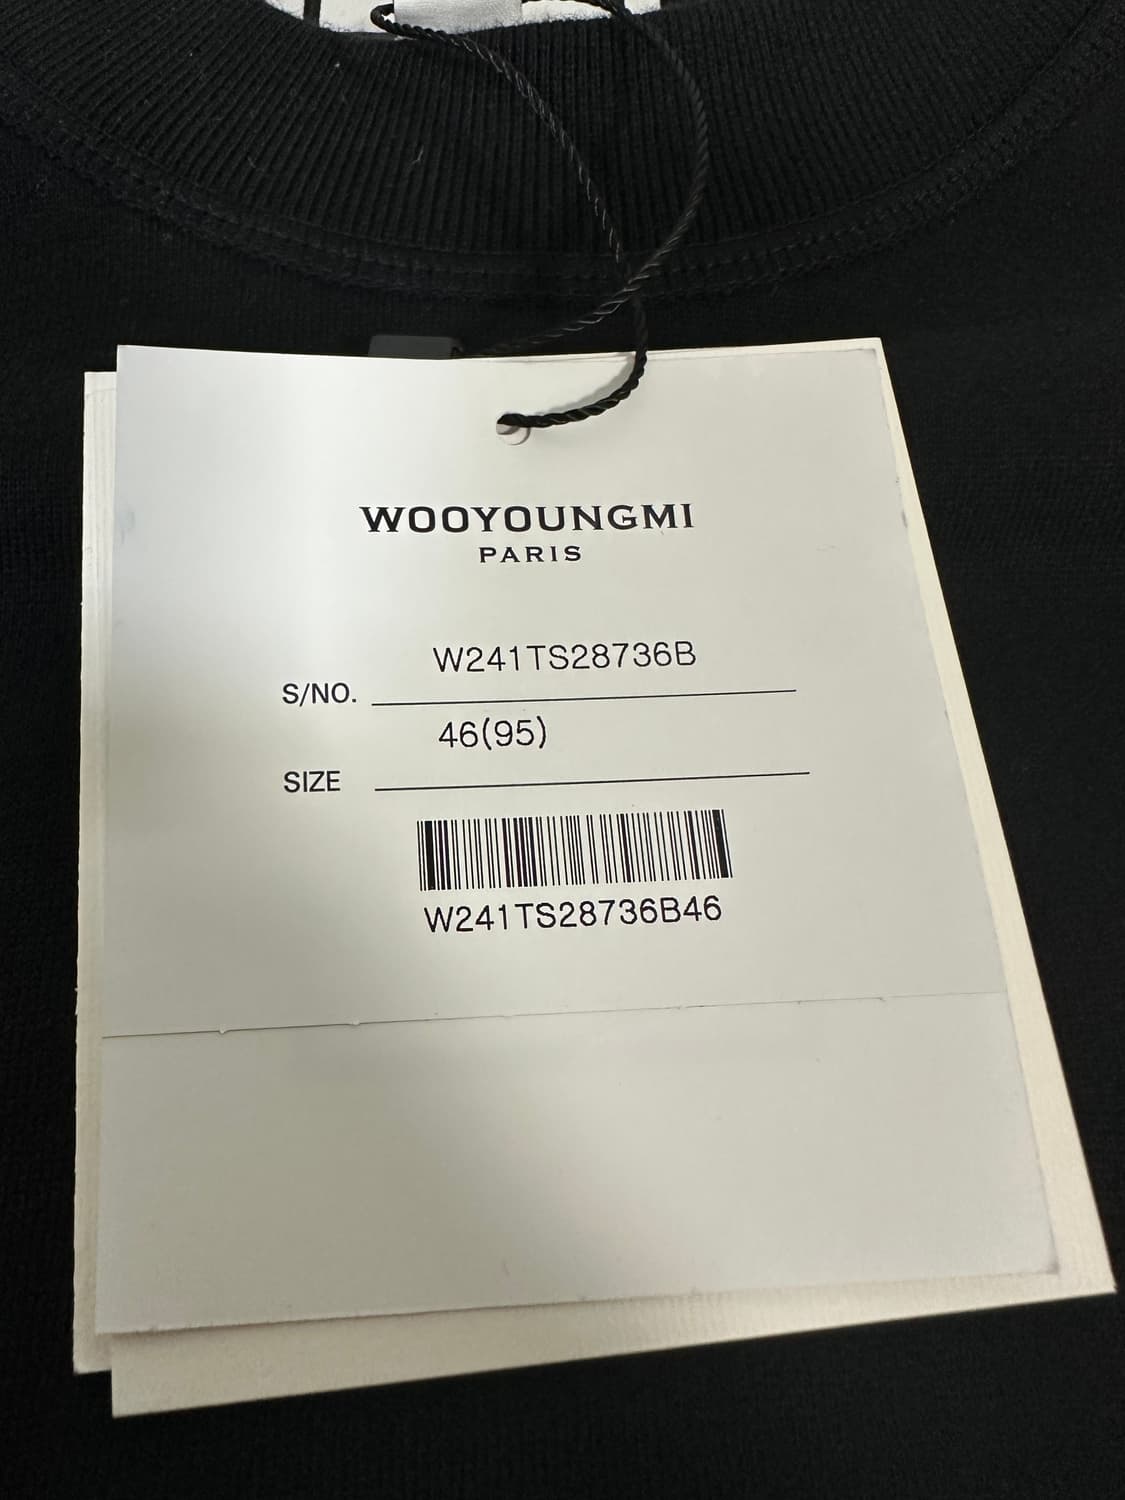 WOOYOUNGMI
PARIS
W241TS28736B
S/NO.
46(95)
SIZE
W241TS28736B46